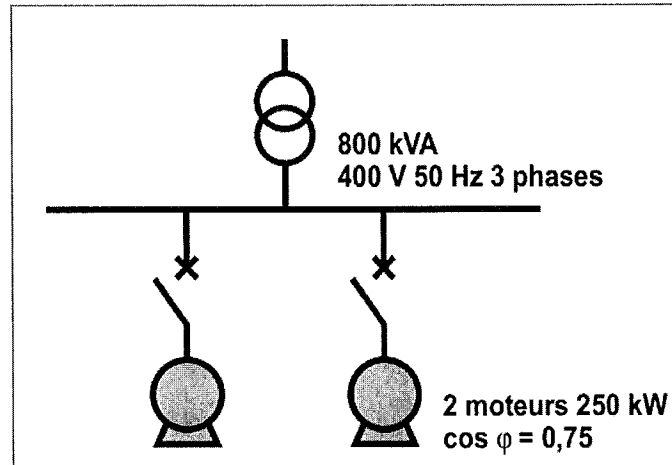 800 kVA
400 V 50 Hz 3 phases
2 moteurs 250 kW
cos φ = 0,75